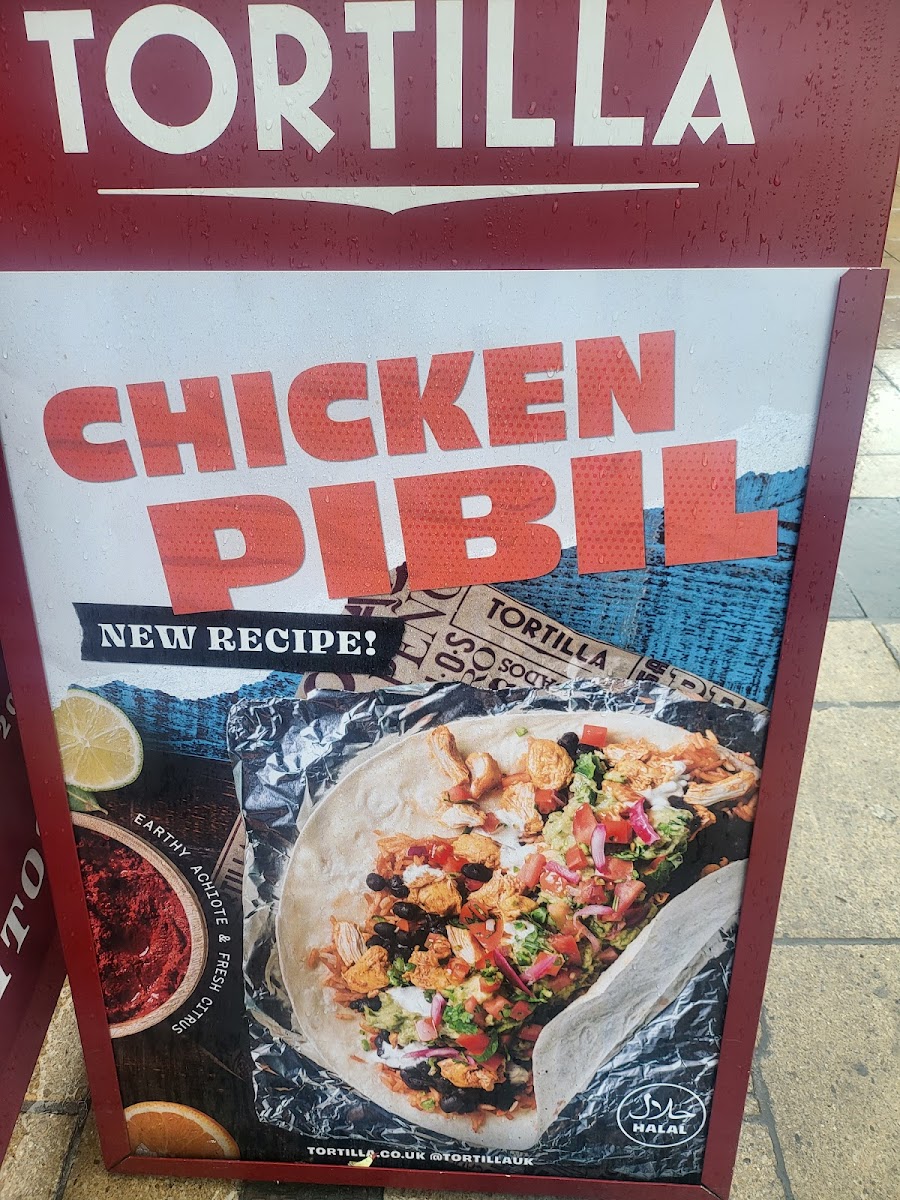 TORTILLA
CHICKEN
PIBIL
NEW RECIPE!
TORTILLA
EARTHY ACHIOTE & FRESH CITRUS
حلال
HALAL
TORTILLA.CO.UK @TORTILLAUK